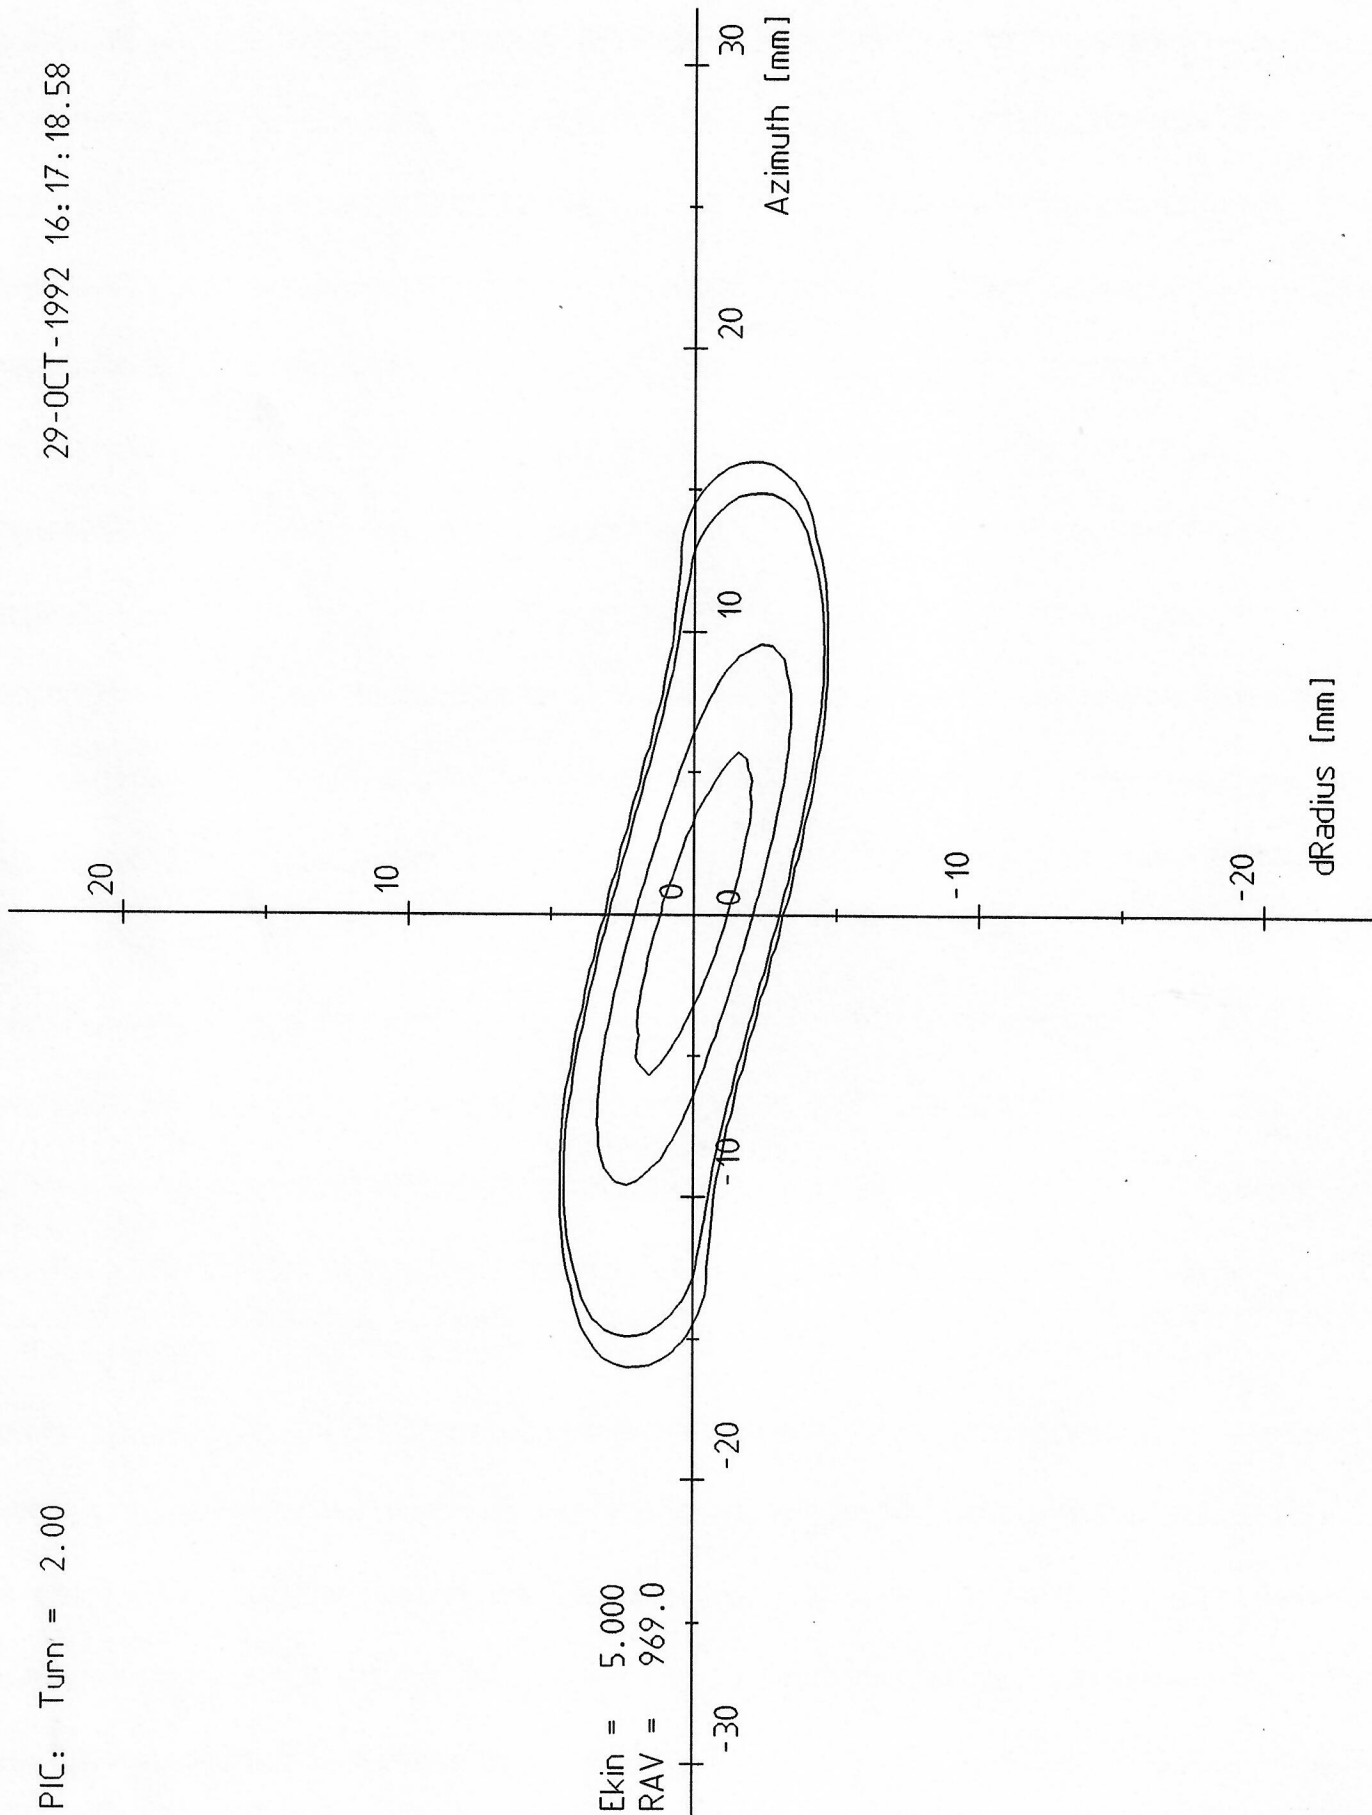 PIC: Turn = 2.00 29-OCT-1992 16:17:18.58
20
10
Ekin = 5.000
RAV = 969.0
0
-30 -20 -10 0 10 20 30
Azimuth [mm]
-10
-20
dRadius [mm]